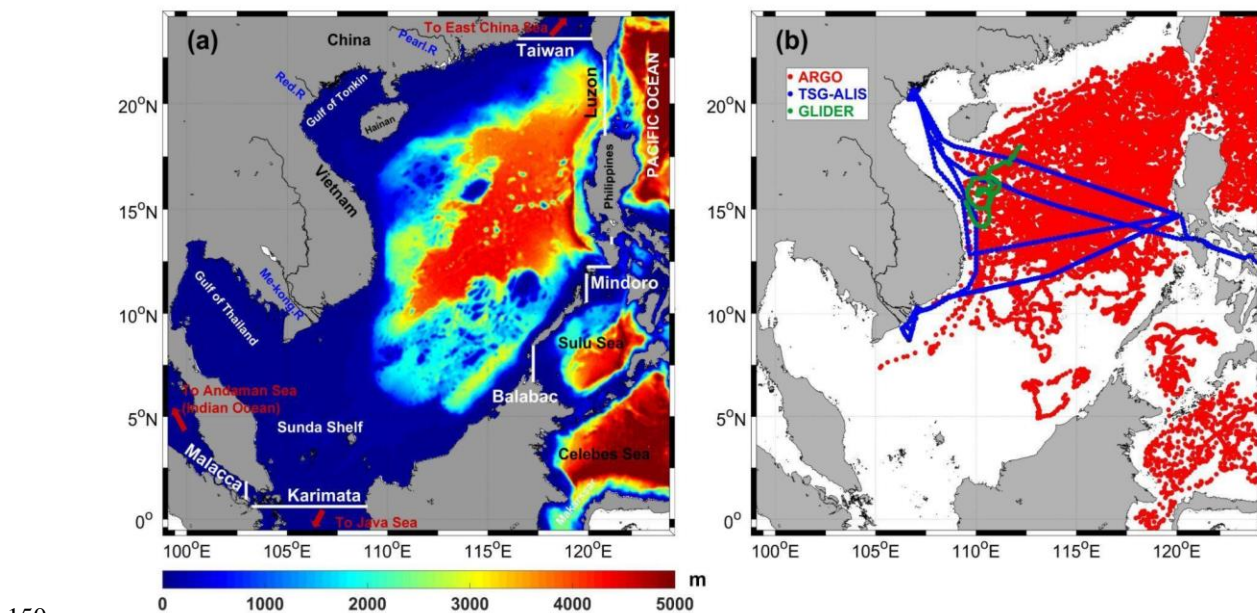 (a)
To East China Sea
China
Pearl.R
Taiwan
Red.R
Gulf of Tonkin
Hainan
Luzon
PACIFIC OCEAN
Vietnam
Philippines
Me-kong.R
Gulf of Thailand
Mindoro
Sulu Sea
To Andaman Sea
(Indian Ocean)
Balabac
Sunda Shelf
Celebes Sea
Malacca
Karimata
To Java Sea
20°N
15°N
10°N
5°N
0°
100°E 105°E 110°E 115°E 120°E
m
0 1000 2000 3000 4000 5000
(b)
ARGO
TSG-ALIS
GLIDER
20°N
15°N
10°N
5°N
0°
100°E 105°E 110°E 115°E 120°E